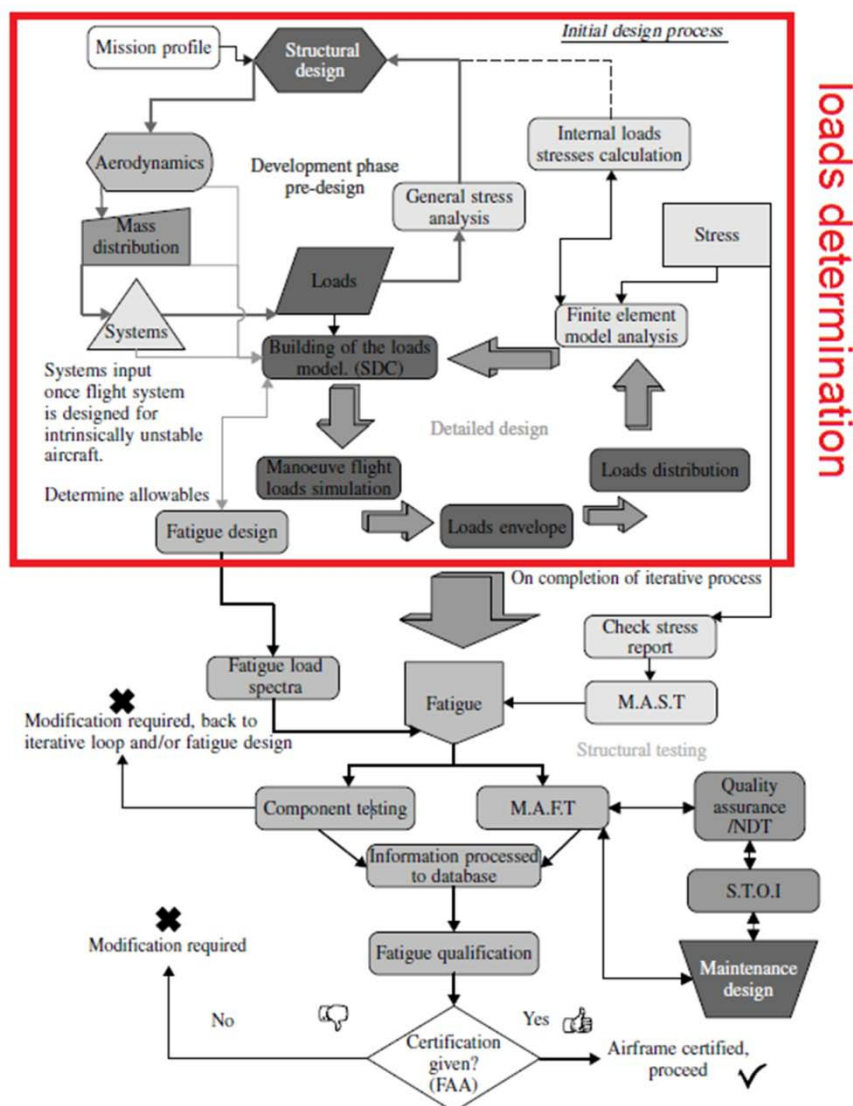 Mission profile
Structural
design
Initial design process
loads determination
Aerodynamics
Development phase
pre-design
Internal loads
stresses calculation
General stress
analysis
Mass
distribution
Stress
Loads
Systems
Finite element
model analysis
Building of the loads
model. (SDC)
Systems input
once flight system
is designed for
intrinsically unstable
aircraft.
Detailed design
Manoeuve flight
loads simulation
Loads distribution
Determine allowables
Loads envelope
Fatigue design
On completion of iterative process
Check stress
report
Fatigue load
spectra
Fatigue
M.A.S.T
Modification required, back to
iterative loop and/or fatigue design
Structural testing
Component testing
M.A.F.T
Quality
assurance
/NDT
Information processed
to database
S.T.O.I
Modification required
Fatigue qualification
Maintenance
design
No
Yes
Certification
given?
(FAA)
Airframe certified,
proceed